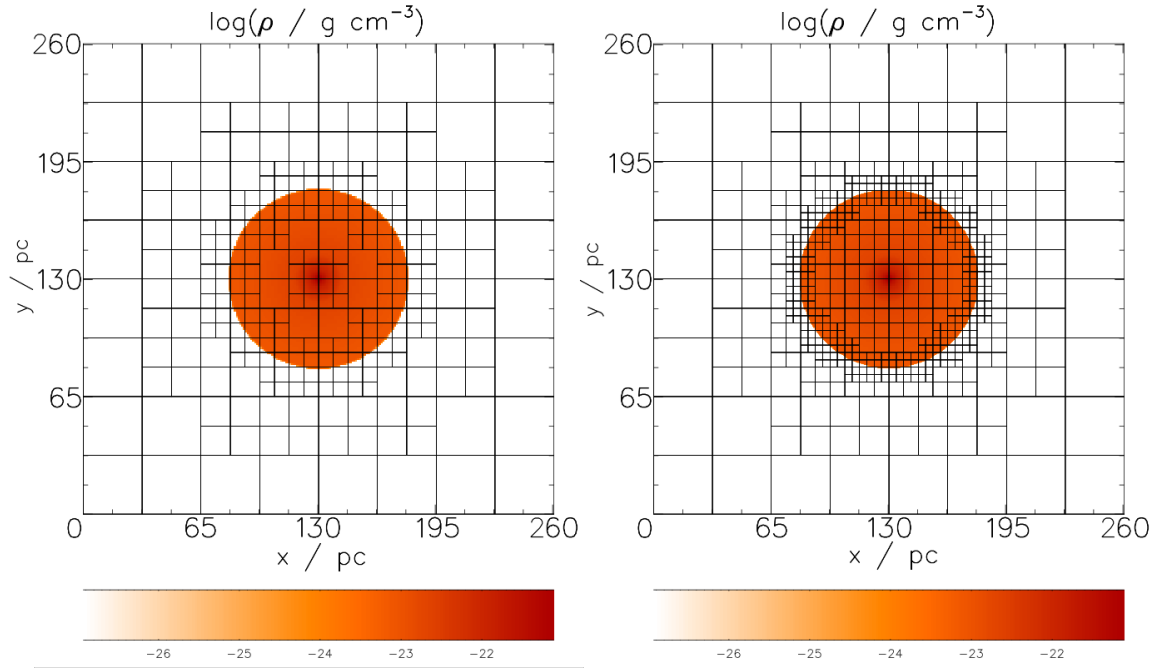 log(ρ / g cm⁻³) log(ρ / g cm⁻³)
260 260
195 195
130 130
65 65
y / pc y / pc
0 65 130 195 260 0 65 130 195 260
x / pc x / pc
-26 -25 -24 -23 -22 -26 -25 -24 -23 -22